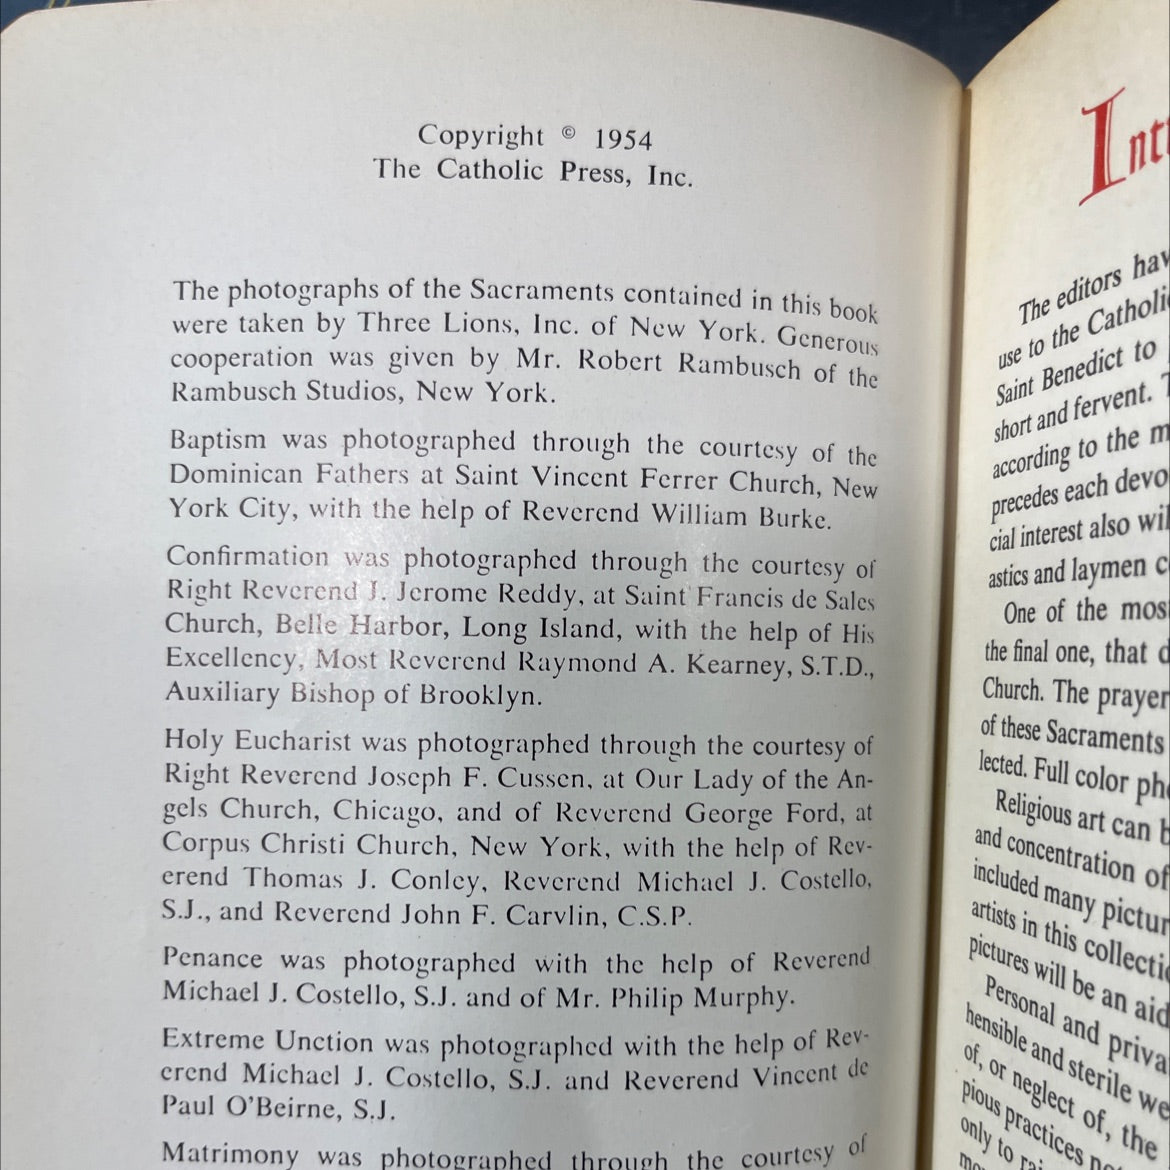 Copyright © 1954
The Catholic Press, Inc.
The photographs of the Sacraments contained in this book
were taken by Three Lions, Inc. of New York. Generous
cooperation was given by Mr. Robert Rambusch of the
Rambusch Studios, New York.
Baptism was photographed through the courtesy of the
Dominican Fathers at Saint Vincent Ferrer Church, New
York City, with the help of Reverend William Burke.
Confirmation was photographed through the courtesy of
Right Reverend J. Jerome Reddy, at Saint Francis de Sales
Church, Belle Harbor, Long Island, with the help of His
Excellency, Most Reverend Raymond A. Kearney, S.T.D.,
Auxiliary Bishop of Brooklyn.
Holy Eucharist was photographed through the courtesy of
Right Reverend Joseph F. Cussen, at Our Lady of the An-
gels Church, Chicago, and of Reverend George Ford, at
Corpus Christi Church, New York, with the help of Rev-
erend Thomas J. Conley, Reverend Michael J. Costello,
S.J., and Reverend John F. Carvlin, C.S.P.
Penance was photographed with the help of Reverend
Michael J. Costello, S.J. and of Mr. Philip Murphy.
Extreme Unction was photographed with the help of Rev-
erend Michael J. Costello, S.J. and Reverend Vincent de
Paul O'Beirne, S.J.
Matrimony was photographed through the courtesy of
The editors
use to the
Saint Benedict to
short and fervent.
according to the
precedes each
cial interest also
astics and laymen
One of the
the final one, that
Church. The
of these Sacraments
lected. Full color
Religious art can
and concentration of
included many
artists in this
pictures will be an
Personal and
hensible and sterile
of, or neglect of, the
pious practices
only to